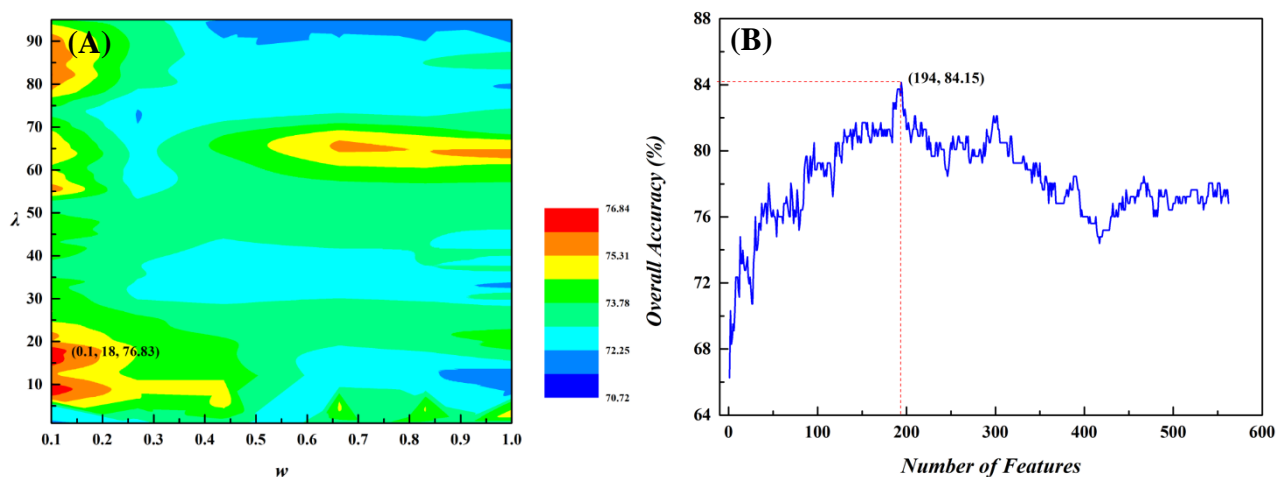 (A)
λ
90
80
70
60
50
40
30
20
10
0.1 0.2 0.3 0.4 0.5 0.6 0.7 0.8 0.9 1.0
w
(0.1, 18, 76.83)
76.84
75.31
73.78
72.25
70.72
(B)
Overall Accuracy (%)
88
84
80
76
72
68
64
0 100 200 300 400 500 600
Number of Features
(194, 84.15)